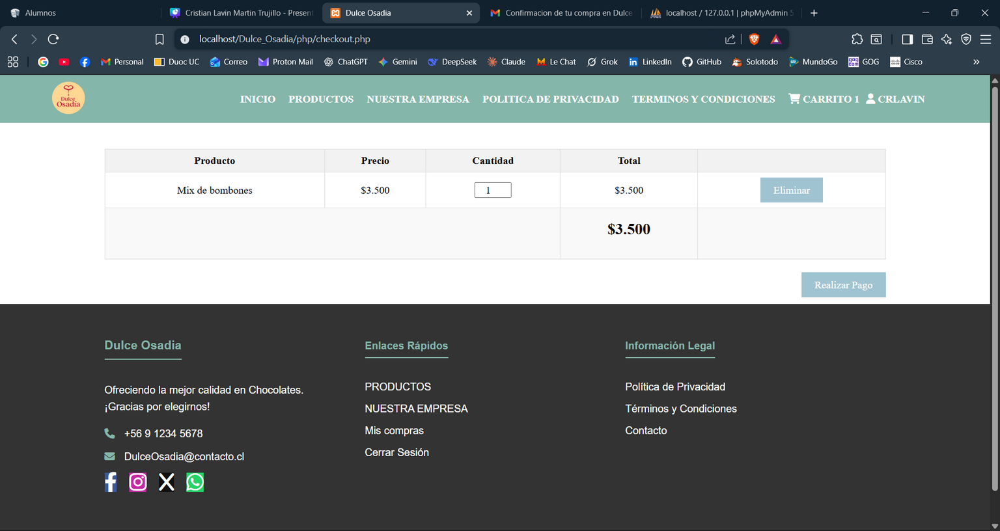 Alumnos
Cristian Lavin Martin Trujillo - Present
Dulce Osadia
Confirmacion de tu compra en Dulce
localhost / 127.0.0.1 | phpMyAdmin 5
localhost/Dulce_Osadia/php/checkout.php
Personal
Duoc UC
Correo
Proton Mail
ChatGPT
Gemini
DeepSeek
Claude
Le Chat
Grok
LinkedIn
GitHub
Solotodo
MundoGo
GOG
Cisco
Dulce
Osadía
INICIO
PRODUCTOS
NUESTRA EMPRESA
POLITICA DE PRIVACIDAD
TERMINOS Y CONDICIONES
CARRITO 1
CRLAVIN
Producto Precio Cantidad Total
Mix de bombones $3.500 1 $3.500 Eliminar
$3.500
Realizar Pago
Dulce Osadia
Ofreciendo la mejor calidad en Chocolates.
¡Gracias por elegirnos!
+56 9 1234 5678
DulceOsadia@contacto.cl
Enlaces Rápidos
PRODUCTOS
NUESTRA EMPRESA
Mis compras
Cerrar Sesión
Información Legal
Política de Privacidad
Términos y Condiciones
Contacto